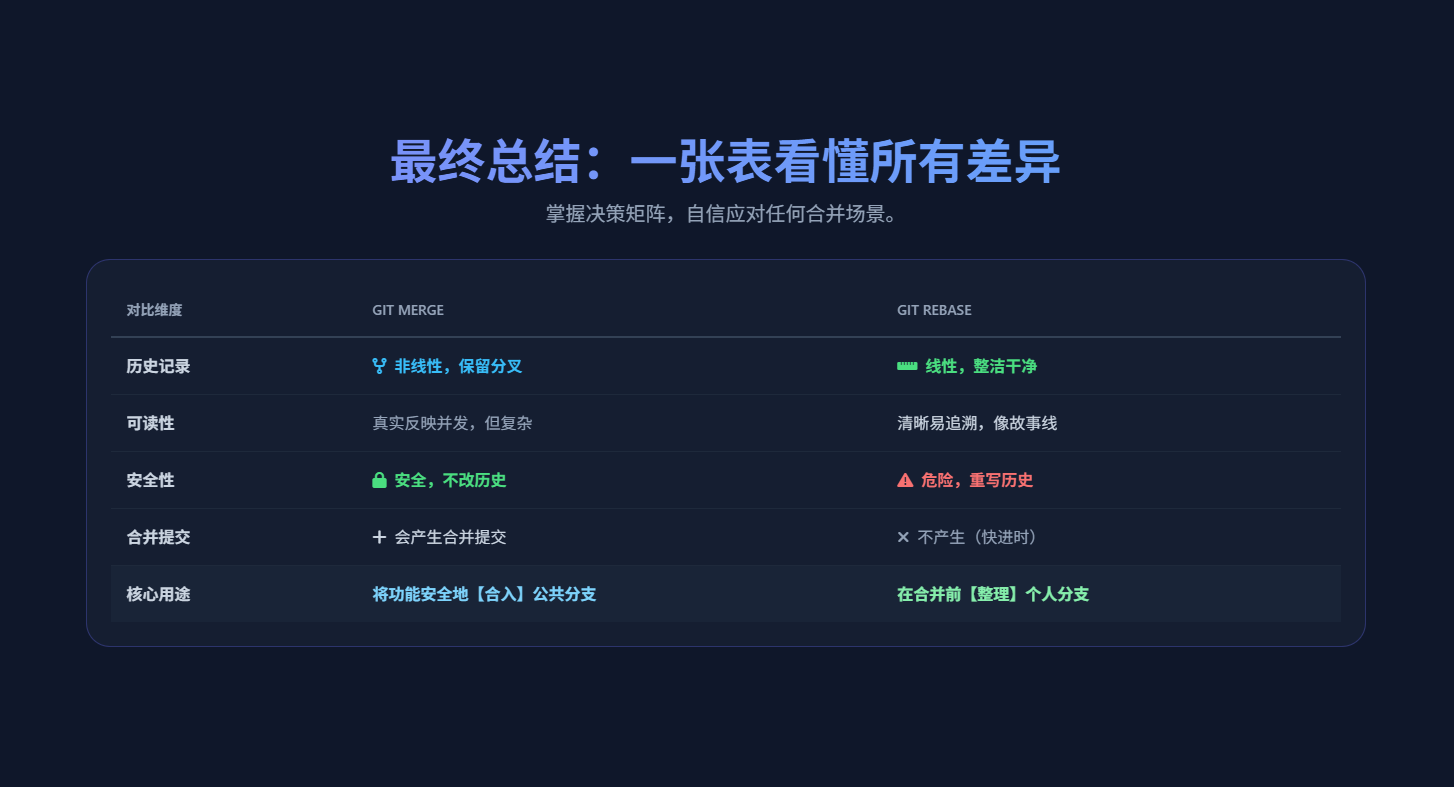 最终总结：一张表看懂所有差异
掌握决策矩阵，自信应对任何合并场景。
对比维度 GIT MERGE GIT REBASE
历史记录 非线性，保留分叉 线性，整洁干净
可读性 真实反映并发，但复杂 清晰易追溯，像故事线
安全性 安全，不改历史 危险，重写历史
合并提交 会产生合并提交 不产生（快进时）
核心用途 将功能安全地【合入】公共分支 在合并前【整理】个人分支